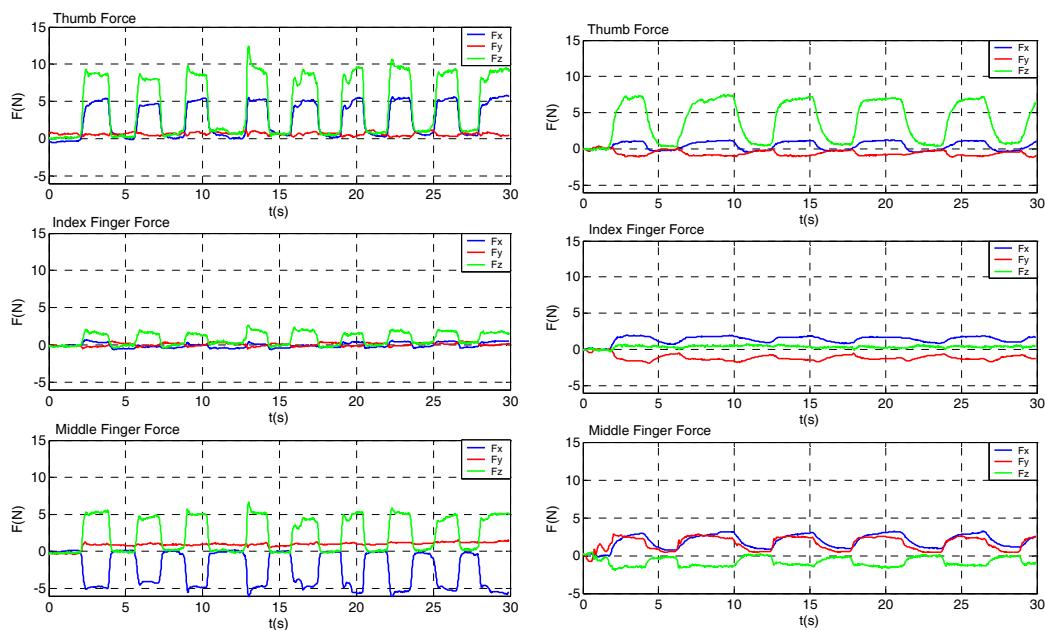 Thumb Force
15
10
5
0
-5
F(N)
Fx
Fy
Fz
0 5 10 15 20 25 30
t(s)
Index Finger Force
15
10
5
0
-5
F(N)
Fx
Fy
Fz
0 5 10 15 20 25 30
t(s)
Middle Finger Force
15
10
5
0
-5
F(N)
Fx
Fy
Fz
0 5 10 15 20 25 30
t(s)
Thumb Force
15
10
5
0
-5
F(N)
Fx
Fy
Fz
0 5 10 15 20 25 30
t(s)
Index Finger Force
15
10
5
0
-5
F(N)
Fx
Fy
Fz
0 5 10 15 20 25 30
t(s)
Middle Finger Force
15
10
5
0
-5
F(N)
Fx
Fy
Fz
0 5 10 15 20 25 30
t(s)